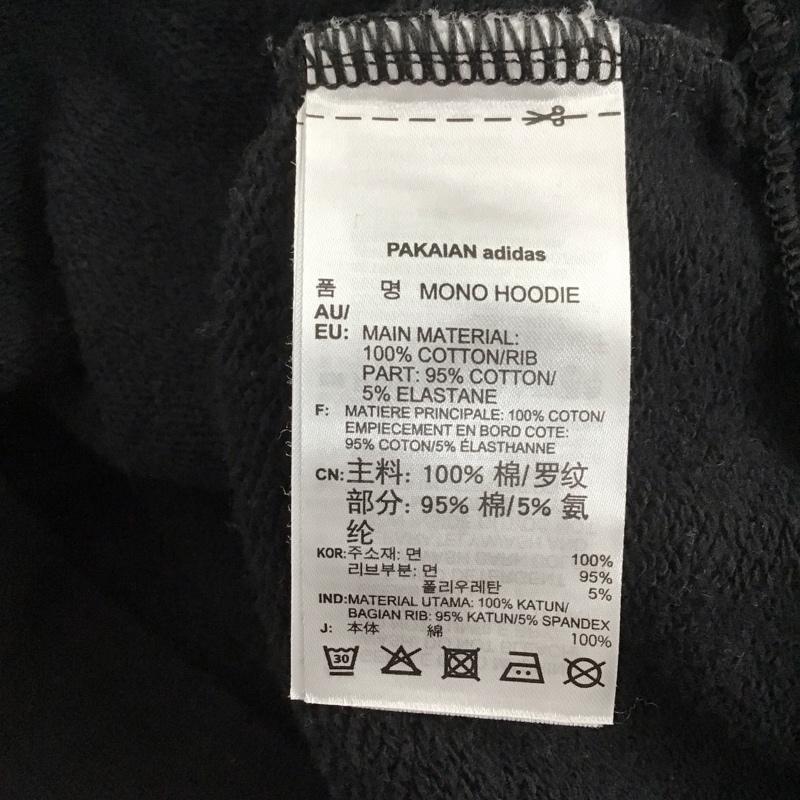 PAKAIAN adidas
품 명 MONO HOODIE
AU/
EU: MAIN MATERIAL:
100% COTTON/RIB
PART: 95% COTTON/
5% ELASTANE
F: MATIERE PRINCIPALE: 100% COTON/
EMPIECEMENT EN BORD COTE:
95% COTON/5% ÉLASTHANNE
CN: 主料: 100% 棉/罗纹
部分: 95% 棉/5% 氨
纶
KOR: 주소재: 면 100%
리브부분: 면 95%
폴리우레탄 5%
IND: MATERIAL UTAMA: 100% KATUN/
BAGIAN RIB: 95% KATUN/5% SPANDEX
J: 本体 綿 100%
30